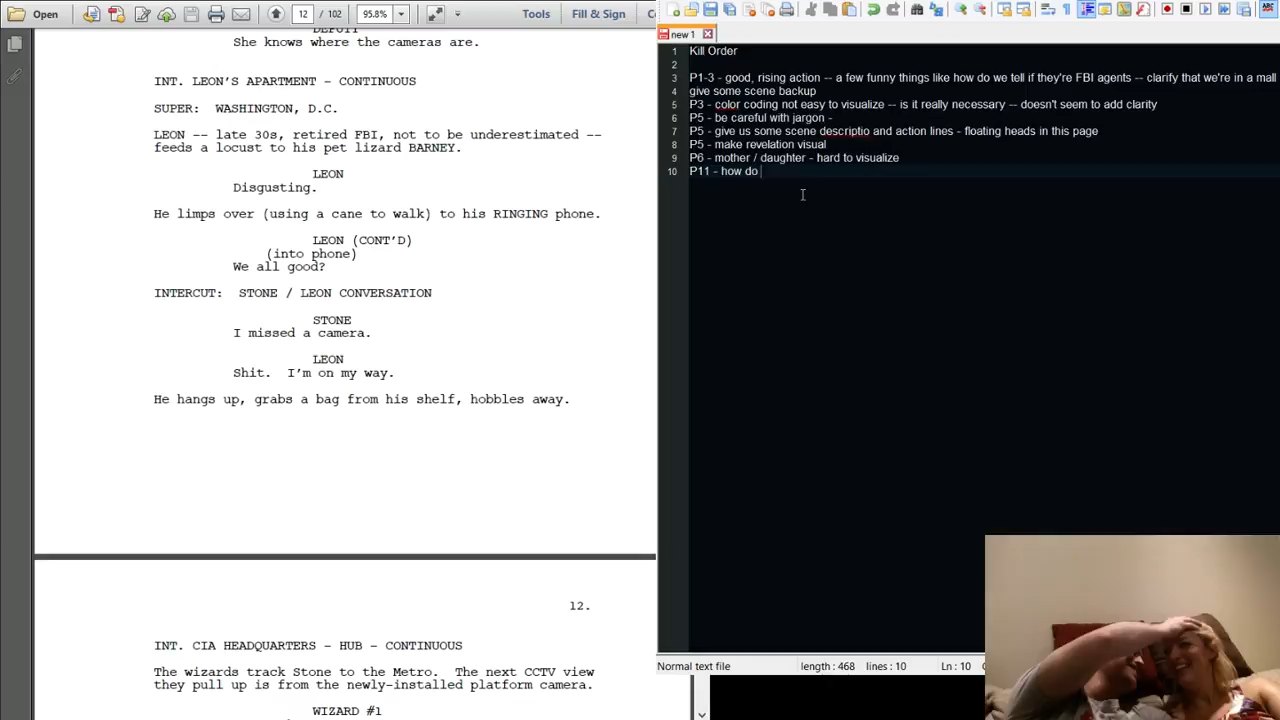 Open
12
/ 102
95.8%
Tools
Fill & Sign
She knows where the cameras are.
INT. LEON'S APARTMENT – CONTINUOUS
SUPER: WASHINGTON, D.C.
LEON -- late 30s, retired FBI, not to be underestimated --
feeds a locust to his pet lizard BARNEY.
LEON
Disgusting.
He limps over (using a cane to walk) to his RINGING phone.
LEON (CONT'D)
(into phone)
We all good?
INTERCUT: STONE / LEON CONVERSATION
STONE
I missed a camera.
LEON
Shit. I'm on my way.
He hangs up, grabs a bag from his shelf, hobbles away.
12.
INT. CIA HEADQUARTERS – HUB – CONTINUOUS
The wizards track Stone to the Metro. The next CCTV view
they pull up is from the newly-installed platform camera.
WIZARD #1
new 1
1 Kill Order
2
3 P1-3 - good, rising action -- a few funny things like how do we tell if they're FBI agents -- clarify that we're in a mall
4 give some scene backup
5 P3 - color coding not easy to visualize -- is it really necessary -- doesn't seem to add clarity
6 P5 - be careful with jargon -
7 P5 - give us some scene descriptio and action lines - floating heads in this page
8 P5 - make revelation visual
9 P6 - mother / daughter - hard to visualize
10 P11 - how do
Normal text file
length : 468
lines : 10
Ln : 10